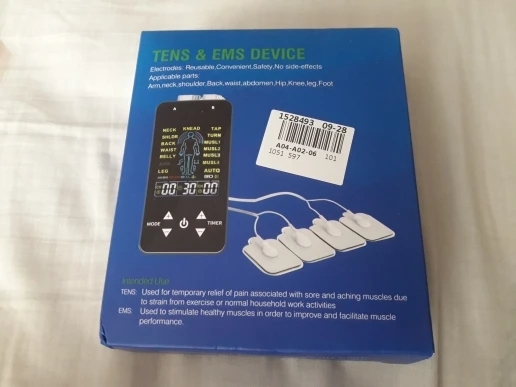 TENS & EMS DEVICE
Electrodes: Reusable,Convenient,Safety,No side-effects
Applicable parts:
Arm,neck,shoulder,Back,waist,abdomen,Hip,Knee,leg,Foot
1528493 09-28
A04-A02-06 101
1051 597
A B
NECK KNEAD TAP
SHLDR TURN
BACK MUSL1
WAIST MUSL2
BELLY MUSL3
MUSL4
LEG AUTO
00:30:00
MODE TIMER
Intended Use
TENS: Used for temporary relief of pain associated with sore and aching muscles due
to strain from exercise or normal household work activities
EMS: Used to stimulate healthy muscles in order to improve and facilitate muscle
performance.